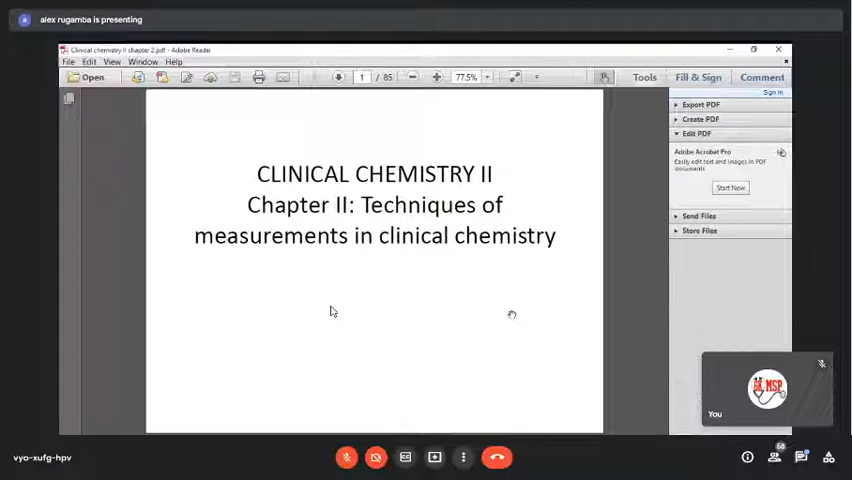 a alex rugamba is presenting
Clinical chemistry II chapter 2.pdf - Adobe Reader
File Edit View Window Help
Open 1 / 85 77.5% Tools Fill & Sign Comment
Sign In
Export PDF
Create PDF
Edit PDF
Adobe Acrobat Pro
Easily edit text and images in PDF
documents
Start Now
Send Files
Store Files
CLINICAL CHEMISTRY II
Chapter II: Techniques of
measurements in clinical chemistry
MSP
You
vyo-xufg-hpv
68